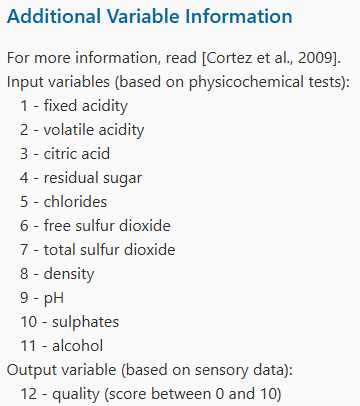 Additional Variable Information
For more information, read [Cortez et al., 2009].
Input variables (based on physicochemical tests):
1 - fixed acidity
2 - volatile acidity
3 - citric acid
4 - residual sugar
5 - chlorides
6 - free sulfur dioxide
7 - total sulfur dioxide
8 - density
9 - pH
10 - sulphates
11 - alcohol
Output variable (based on sensory data):
12 - quality (score between 0 and 10)